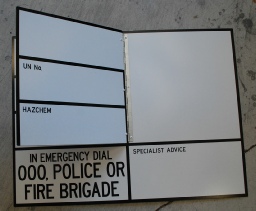 UN No
HAZCHEM
IN EMERGENCY DIAL
000, POLICE OR
FIRE BRIGADE
SPECIALIST ADVICE